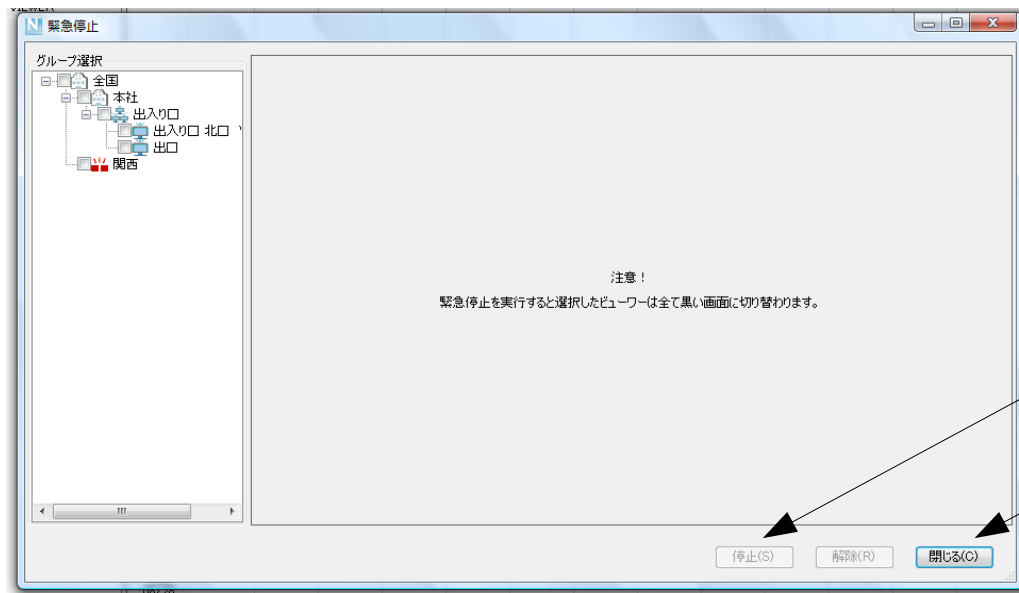 VIEWER
緊急停止
グループ選択
全国
本社
出入り口
出入り口 北口
出口
関西
注意！
緊急停止を実行すると選択したビューワーは全て黒い画面に切り替わります。
停止(S) 解除(R) 閉じる(C)